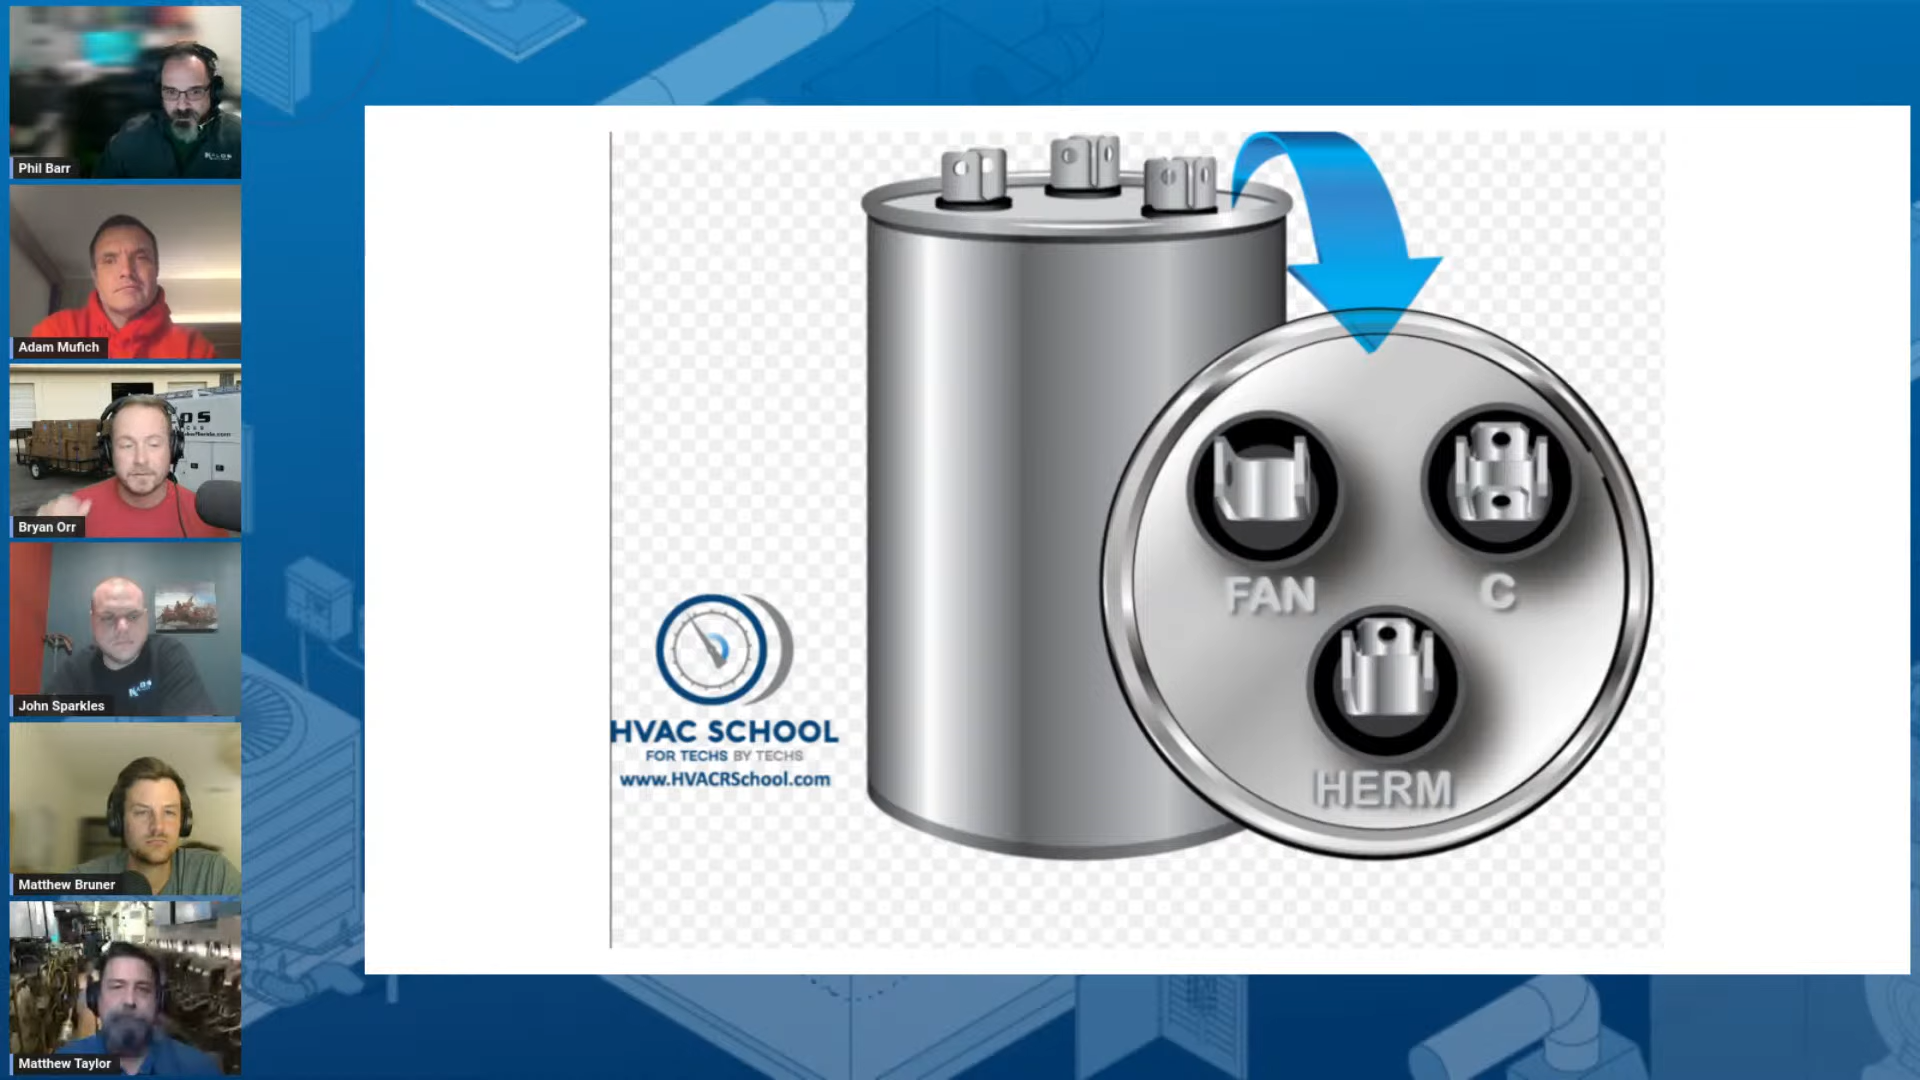 Phil Barr
Adam Mufich
Bryan Orr
John Sparkles
Matthew Bruner
Matthew Taylor
FAN
C
HERM
HVAC SCHOOL
FOR TECHS BY TECHS
www.HVACRSchool.com